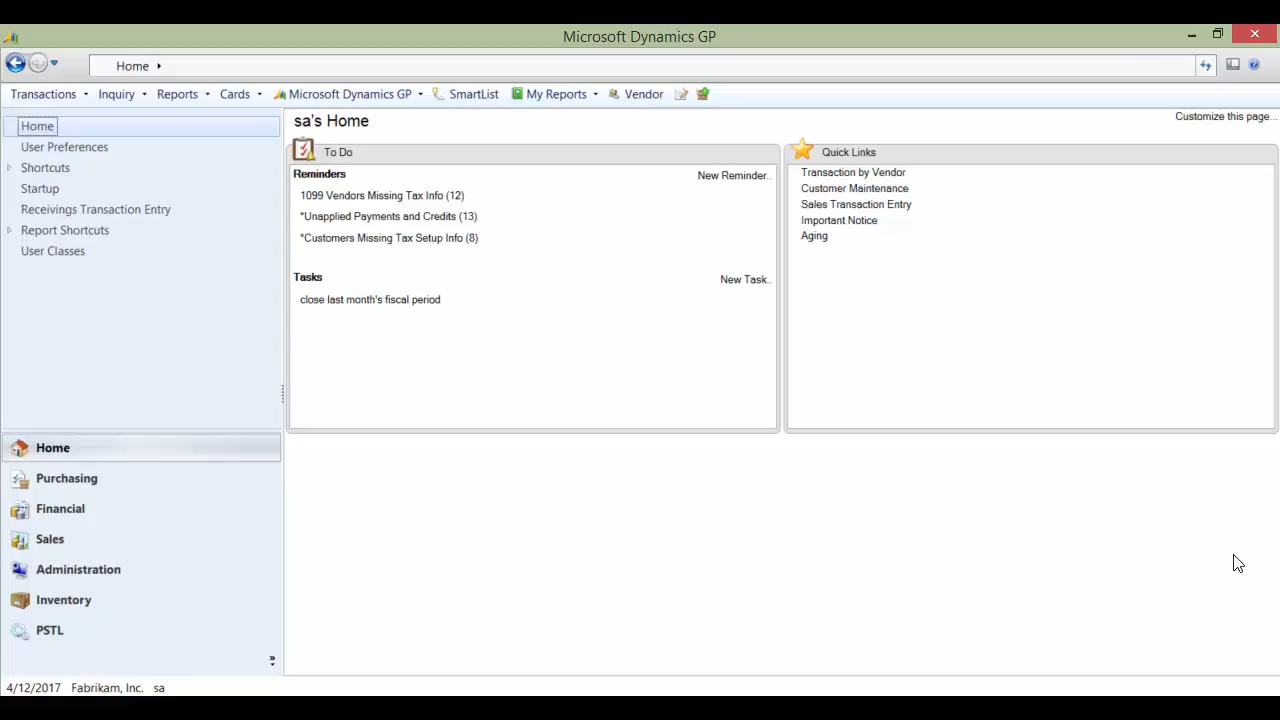 Microsoft Dynamics GP
Home
Transactions Inquiry Reports Cards Microsoft Dynamics GP SmartList My Reports Vendor
Home
User Preferences
Shortcuts
Startup
Receivings Transaction Entry
Report Shortcuts
User Classes
Home
Purchasing
Financial
Sales
Administration
Inventory
PSTL
sa's Home
Customize this page...
To Do
Reminders
New Reminder..
1099 Vendors Missing Tax Info (12)
*Unapplied Payments and Credits (13)
*Customers Missing Tax Setup Info (8)
Tasks
New Task..
close last month's fiscal period
Quick Links
Transaction by Vendor
Customer Maintenance
Sales Transaction Entry
Important Notice
Aging
4/12/2017 Fabrikam, Inc. sa